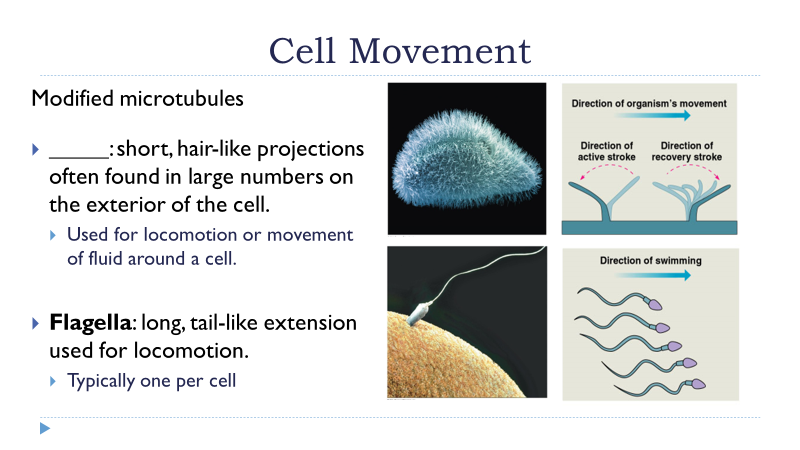 Cell Movement
Modified microtubules
_____: short, hair-like projections
often found in large numbers on
the exterior of the cell.
Used for locomotion or movement
of fluid around a cell.
Flagella: long, tail-like extension
used for locomotion.
Typically one per cell
Direction of organism's movement
Direction of
active stroke
Direction of
recovery stroke
Direction of swimming